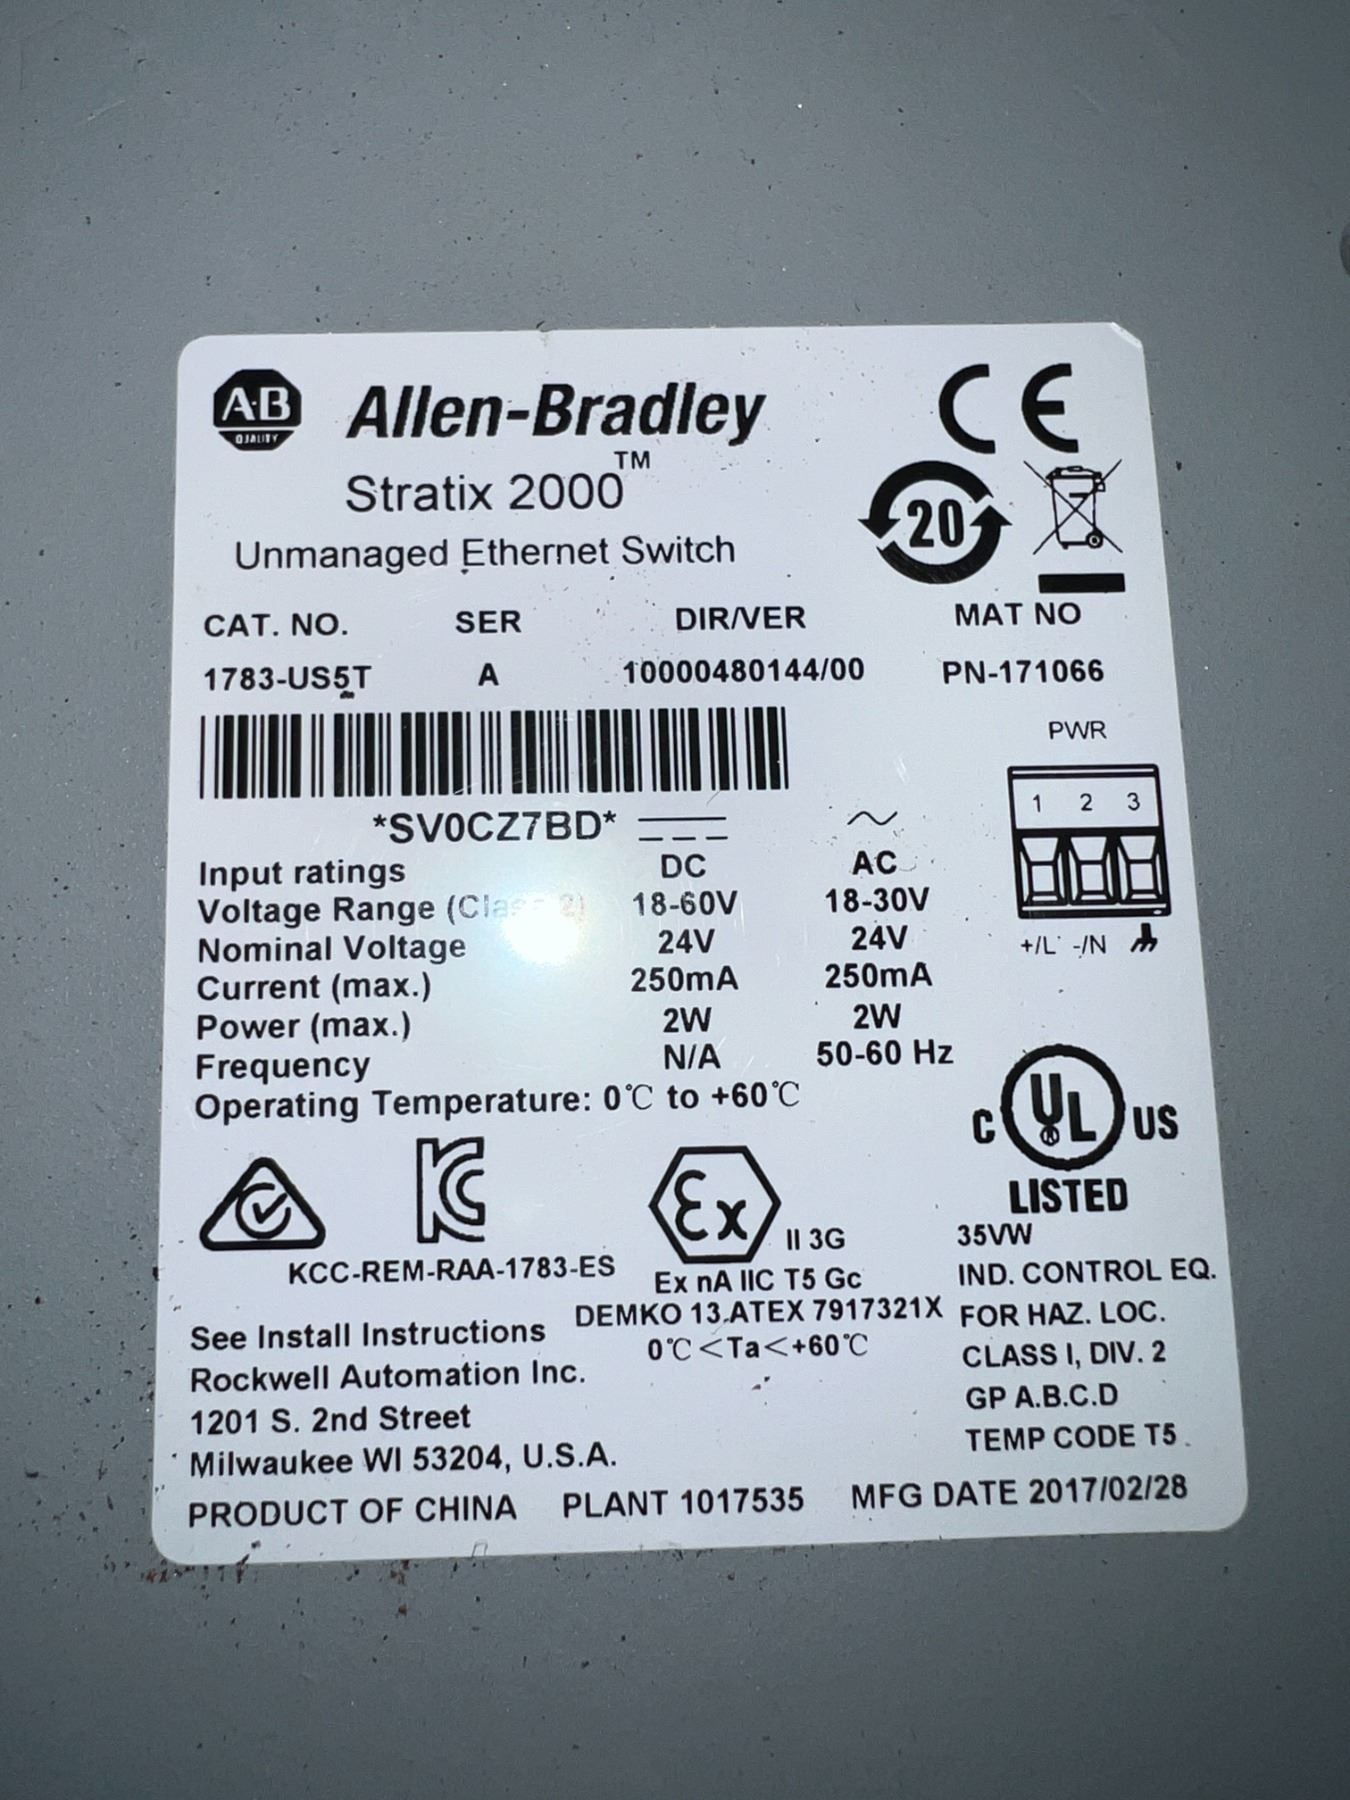 A·B
QUALITY
Allen-Bradley
CE
Stratix 2000™
20
Unmanaged Ethernet Switch
CAT. NO. SER DIR/VER MAT NO
1783-US5T A 10000480144/00 PN-171066
PWR
1 2 3
*SV0CZ7BD*
+/L -/N
Input ratings DC AC
Voltage Range (Class 2) 18-60V 18-30V
Nominal Voltage 24V 24V
Current (max.) 250mA 250mA
Power (max.) 2W 2W
Frequency N/A 50-60 Hz
Operating Temperature: 0℃ to +60℃
C UL® US
LISTED
35VW
IND. CONTROL EQ.
FOR HAZ. LOC.
CLASS I, DIV. 2
GP A.B.C.D
TEMP CODE T5
KC
KCC-REM-RAA-1783-ES
Ex II 3G
Ex nA IIC T5 Gc
DEMKO 13 ATEX 7917321X
0℃<Ta<+60℃
See Install Instructions
Rockwell Automation Inc.
1201 S. 2nd Street
Milwaukee WI 53204, U.S.A.
PRODUCT OF CHINA PLANT 1017535 MFG DATE 2017/02/28